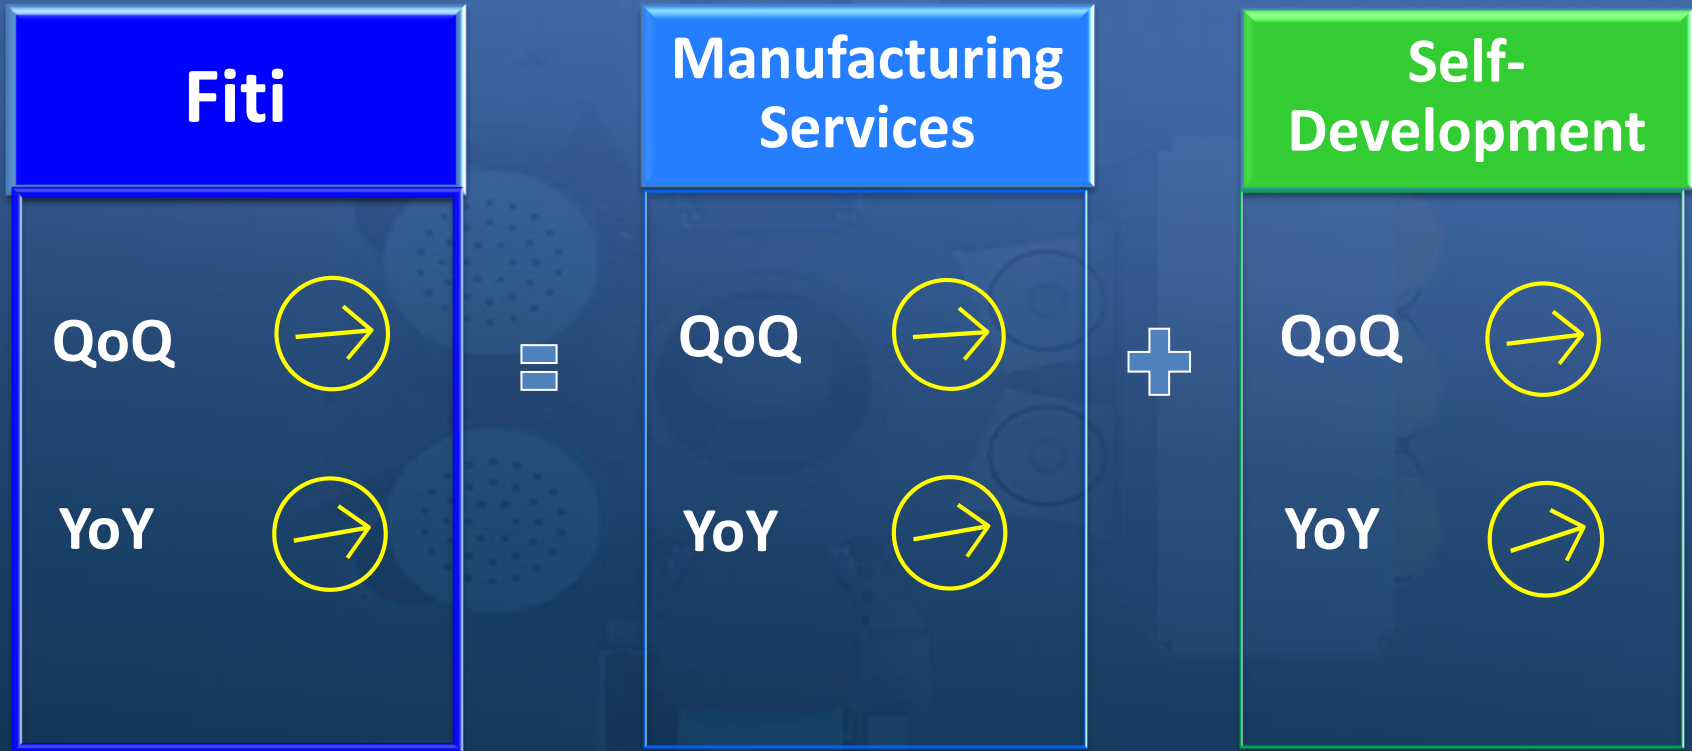 Fiti
QoQ
YoY
Manufacturing
Services
QoQ
YoY
Self-
Development
QoQ
YoY